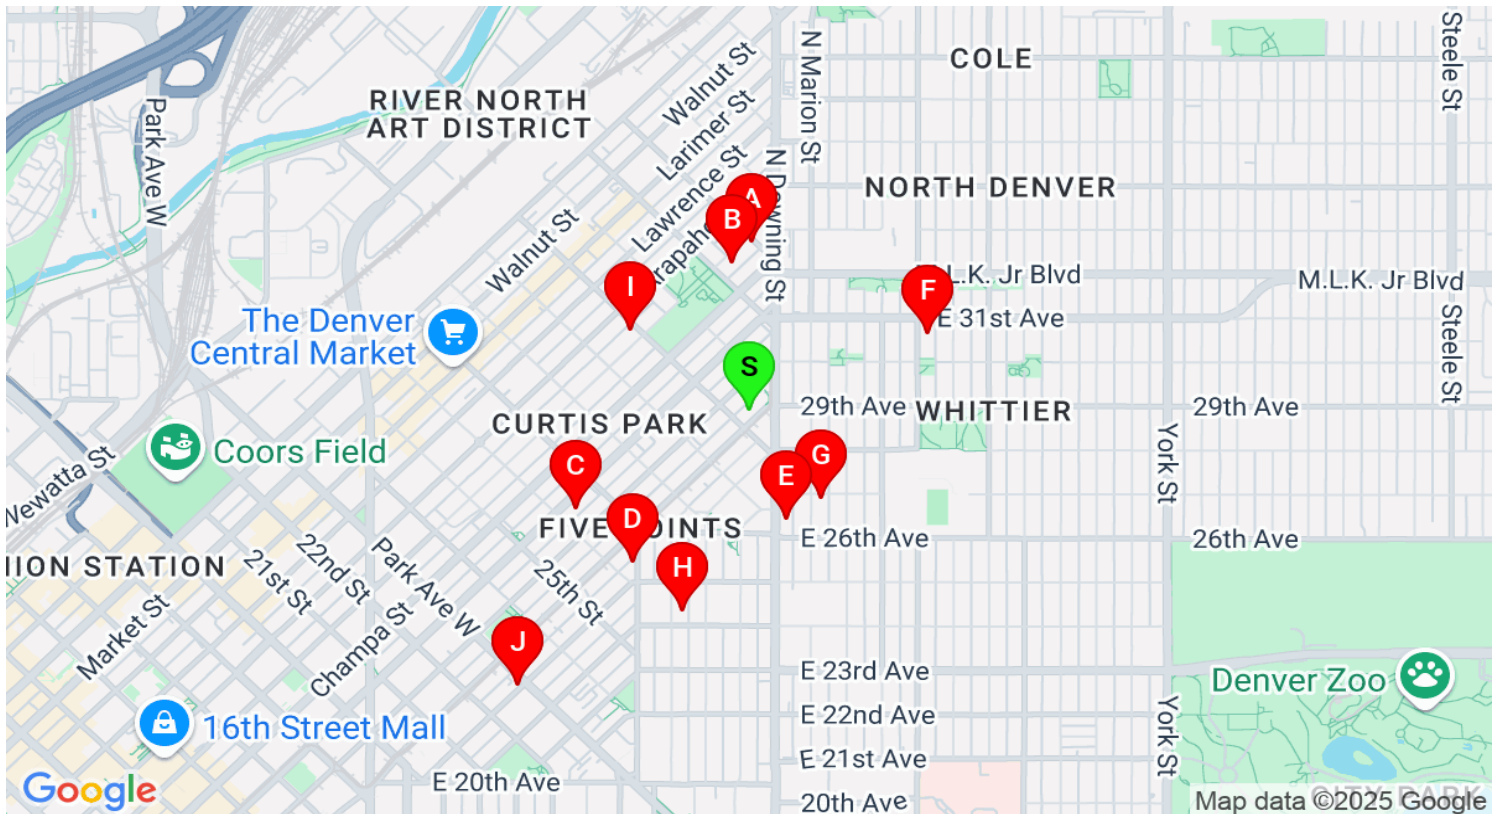 COLE
N Marion St
Steele St
Walnut St
Larimer St
RIVER NORTH
ART DISTRICT
Park Ave W
Lawrence St
N Downing St
NORTH DENVER
A
B
Walnut St
M.L.K. Jr Blvd
M.L.K. Jr Blvd
I
F
E 31st Ave
The Denver
Central Market
Steele St
S
29th Ave
WHITTIER
29th Ave
CURTIS PARK
Coors Field
York St
C
G
E
Wewatta St
D
E 26th Ave
26th Ave
H
22nd St
21st St
Park Ave W
25th St
Market St
Champa St
J
E 23rd Ave
Denver Zoo
E 22nd Ave
16th Street Mall
York St
E 21st Ave
E 20th Ave
Google
20th Ave
CITY PARK
Map data ©2025 Google